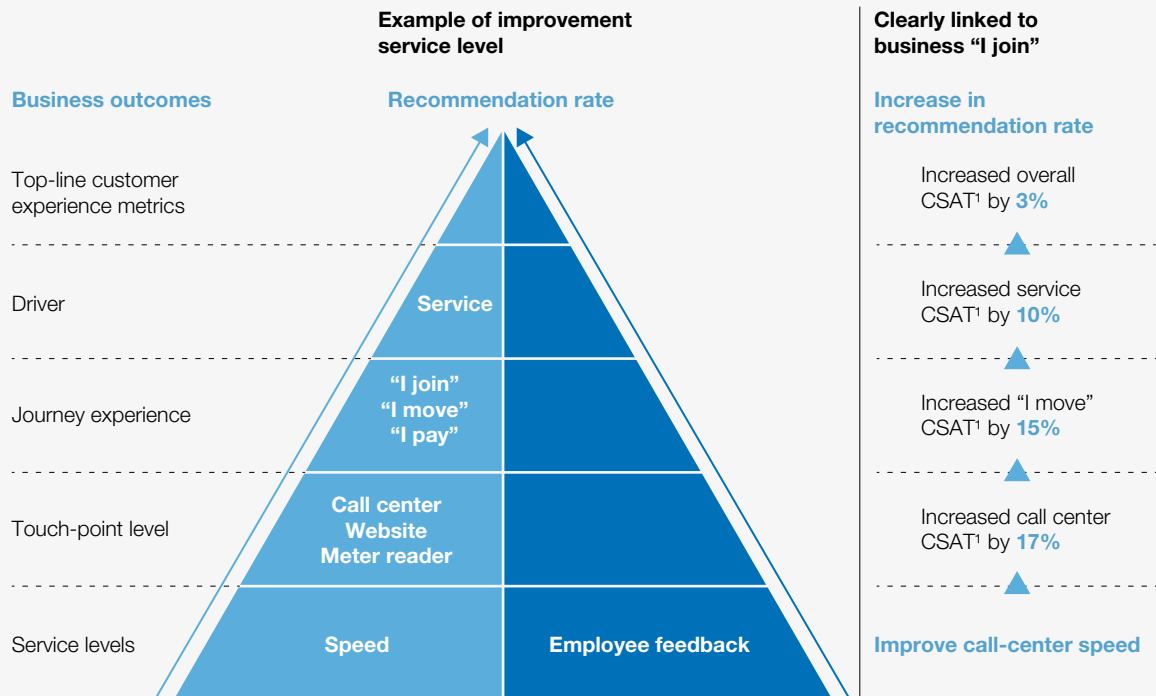 Example of improvement
service level
Clearly linked to
business “I join”
Business outcomes
Recommendation rate
Increase in
recommendation rate
Top-line customer
experience metrics
Increased overall
CSAT¹ by 3%
Driver
Service
Increased service
CSAT¹ by 10%
Journey experience
“I join”
“I move”
“I pay”
Increased “I move”
CSAT¹ by 15%
Touch-point level
Call center
Website
Meter reader
Increased call center
CSAT¹ by 17%
Service levels
Speed
Employee feedback
Improve call-center speed